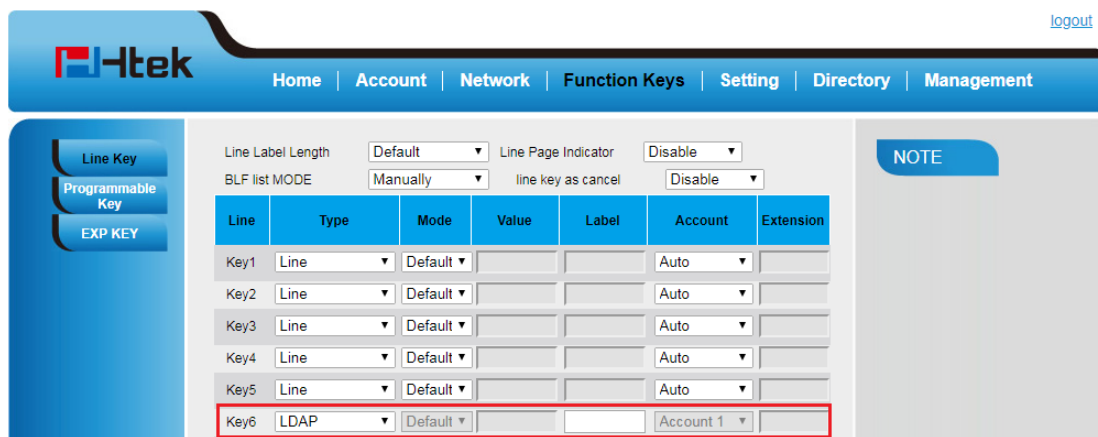 logout
Htek
Home | Account | Network | Function Keys | Setting | Directory | Management
Line Key
Programmable Key
EXP KEY
Line Label Length Default Line Page Indicator Disable
BLF list MODE Manually line key as cancel Disable
Line Type Mode Value Label Account Extension
Key1 Line Default Auto
Key2 Line Default Auto
Key3 Line Default Auto
Key4 Line Default Auto
Key5 Line Default Auto
Key6 LDAP Default Account 1
NOTE